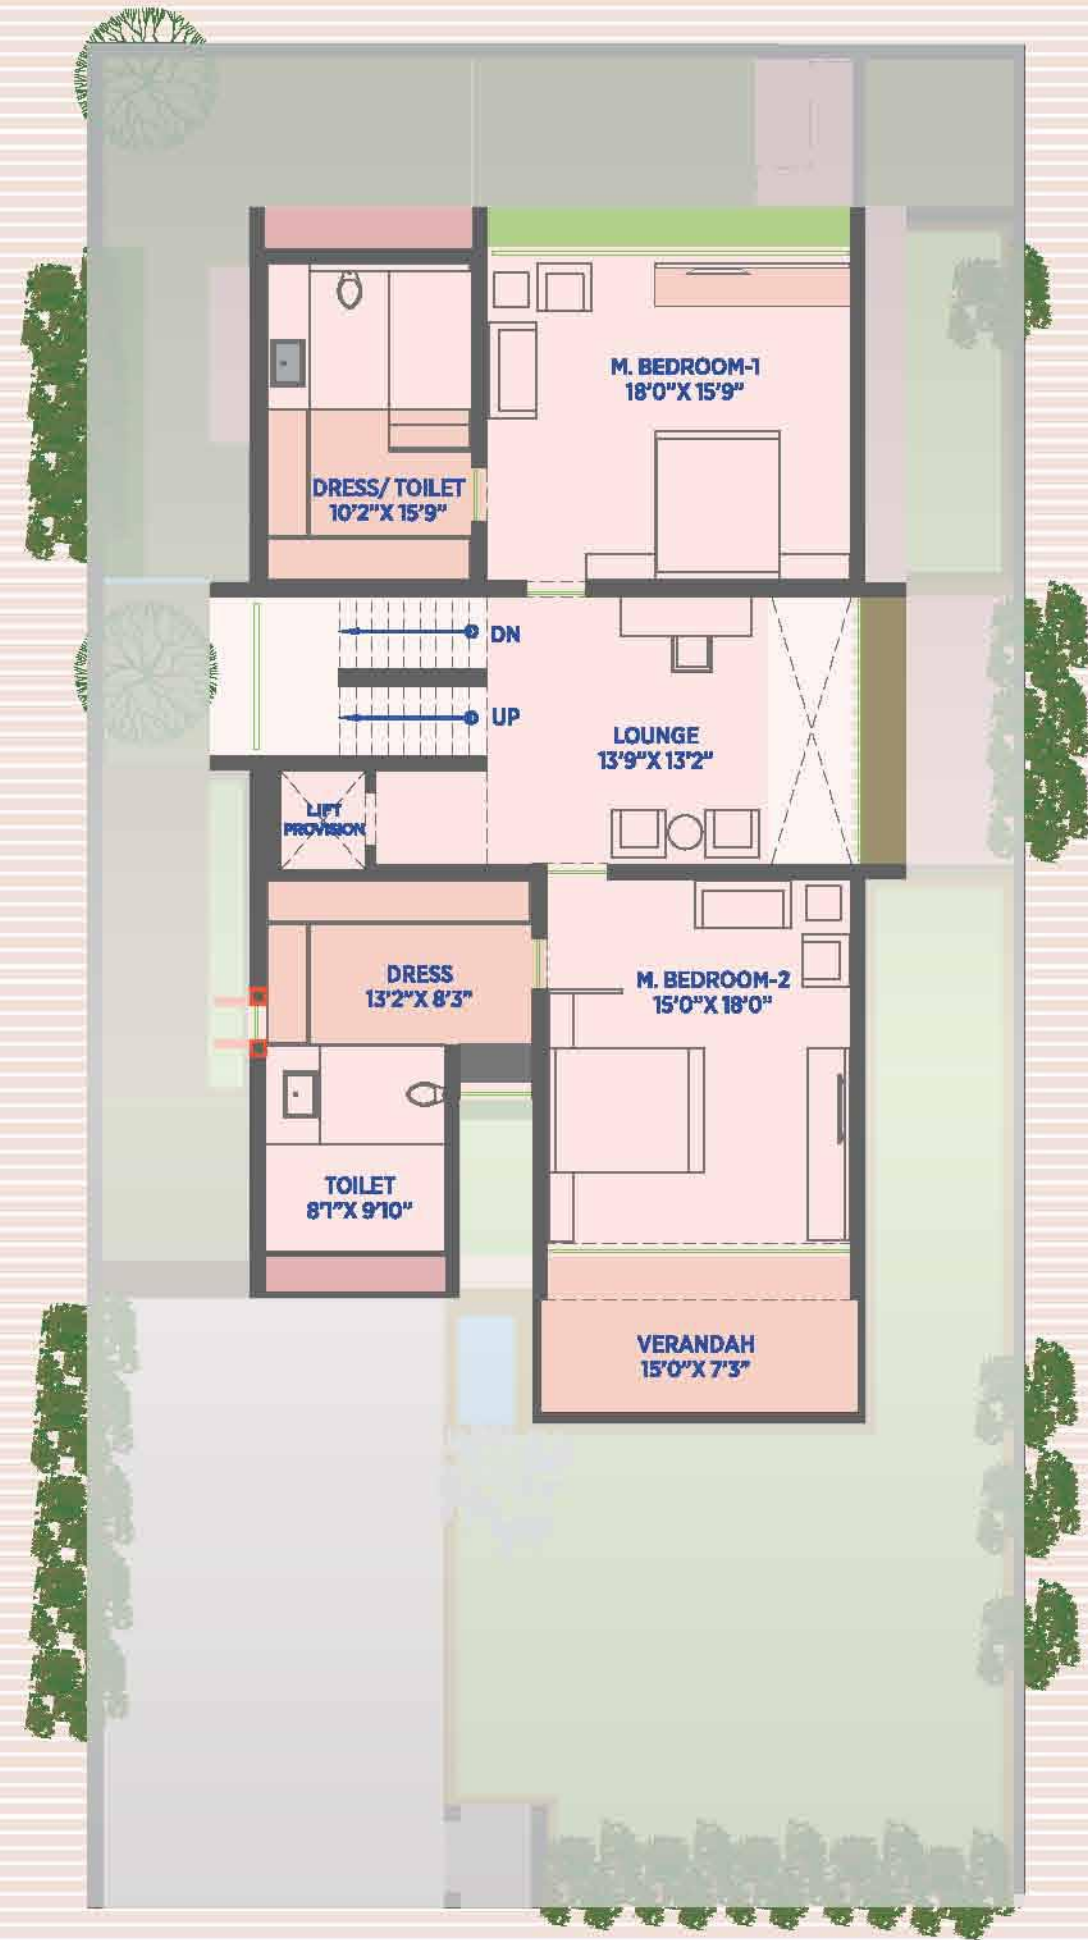 M. BEDROOM-1
18'0"X 15'9"
DRESS/ TOILET
10'2"X 15'9"
DN
UP
LOUNGE
13'9"X 13'2"
LIFT
PROVISION
DRESS
13'2"X 8'3"
M. BEDROOM-2
15'0"X 18'0"
TOILET
8'1"X 9'10"
VERANDAH
15'0"X 7'3"